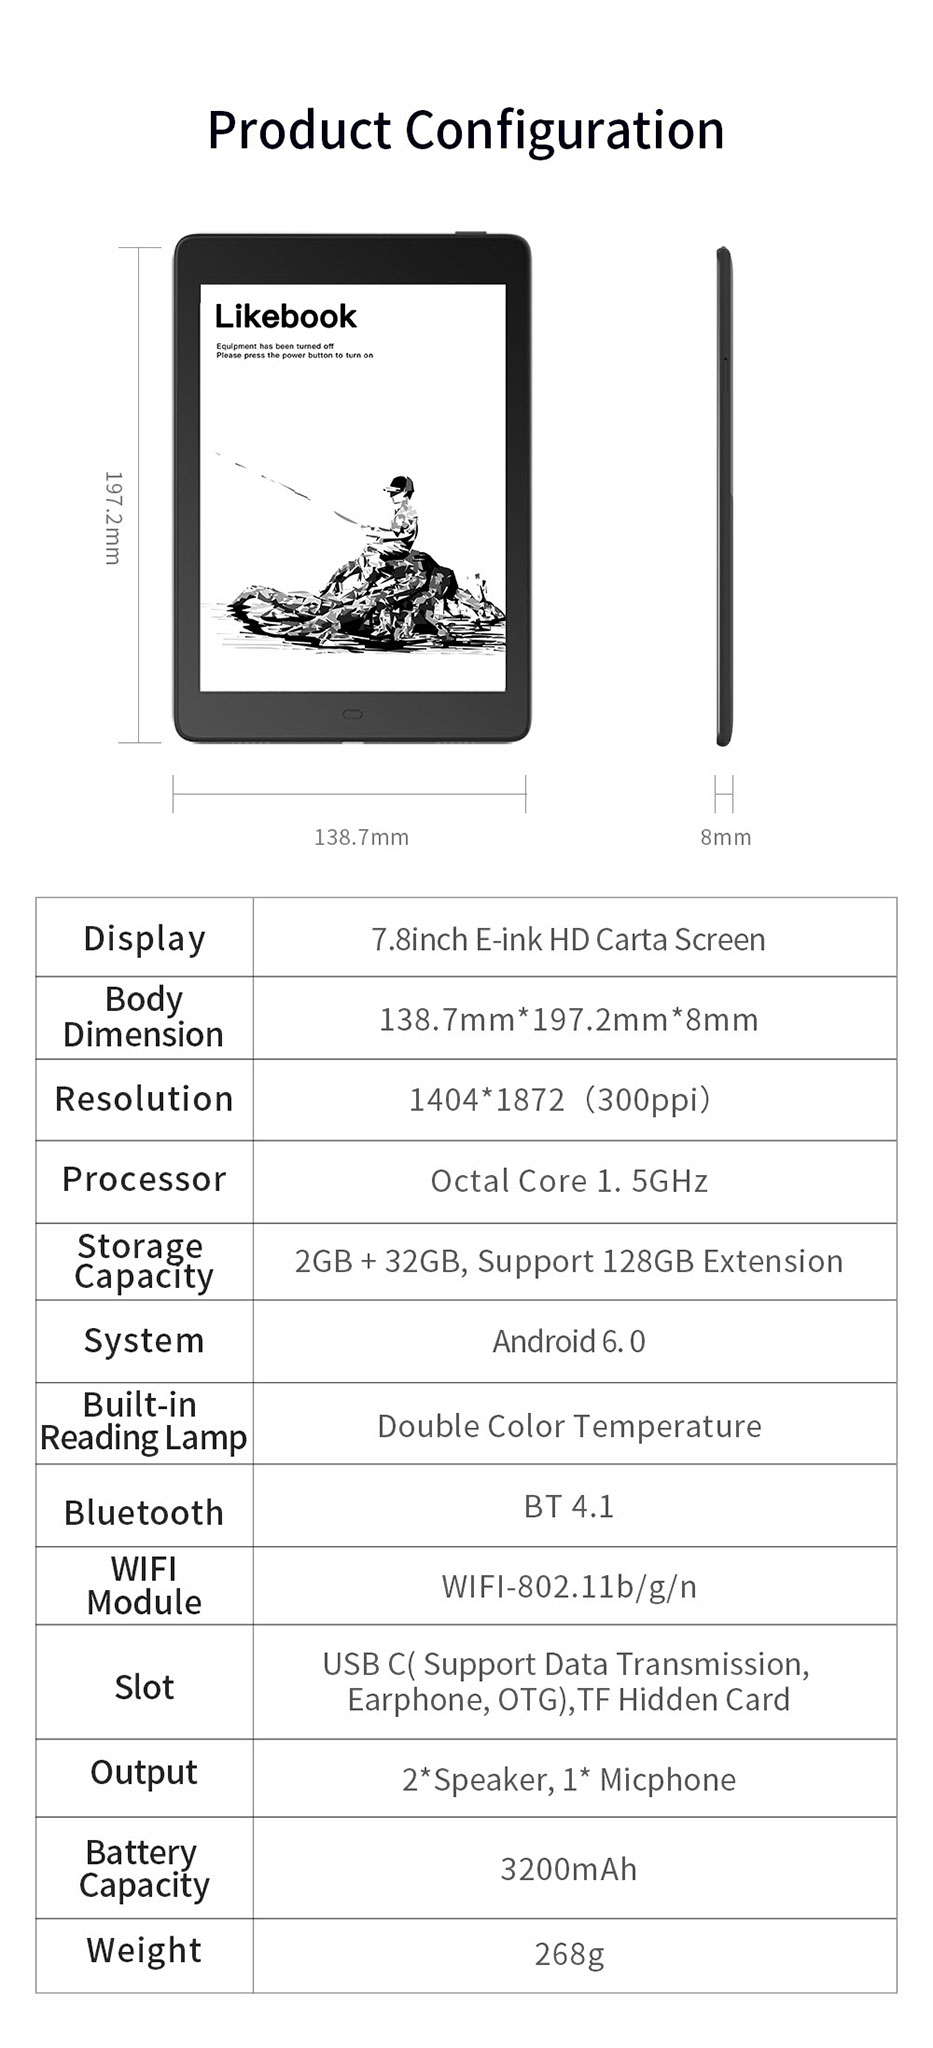 Product Configuration
Likebook
Equipment has been turned off
Please press the power button to turn on
197.2mm
138.7mm
8mm
Display
7.8inch E-ink HD Carta Screen
Body
Dimension
138.7mm*197.2mm*8mm
Resolution
1404*1872（300ppi）
Processor
Octal Core 1. 5GHz
Storage
Capacity
2GB + 32GB, Support 128GB Extension
System
Android 6. 0
Built-in
Reading Lamp
Double Color Temperature
Bluetooth
BT 4.1
WIFI
Module
WIFI-802.11b/g/n
Slot
USB C( Support Data Transmission,
Earphone, OTG),TF Hidden Card
Output
2*Speaker, 1* Micphone
Battery
Capacity
3200mAh
Weight
268g